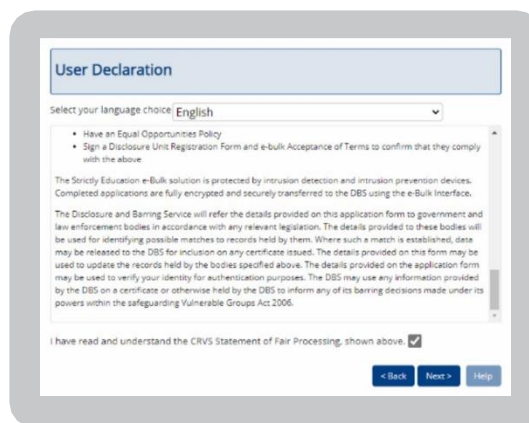 User Declaration
Select your language choice English
Have an Equal Opportunities Policy
Sign a Disclosure Unit Registration Form and e-bulk Acceptance of Terms to confirm that they comply
with the above
The Strictly Education e-Bulk solution is protected by intrusion detection and intrusion prevention devices.
Completed applications are fully encrypted and securely transferred to the DBS using the e-Bulk Interface.
The Disclosure and Barring Service will refer the details provided on this application form to government and
law enforcement bodies in accordance with any relevant legislation. The details provided to these bodies will
be used for identifying possible matches to records held by them. Where such a match is established, data
may be released to the DBS for inclusion on any certificate issued. The details provided on this form may be
used to update the records held by the bodies specified above. The details provided on the application form
may be used to verify your identity for authentication purposes. The DBS may use any information provided
by the DBS on a certificate or otherwise held by the DBS to inform any of its barring decisions made under its
powers within the safeguarding Vulnerable Groups Act 2006.
I have read and understand the CRVS Statement of Fair Processing, shown above.
< Back Next > Help